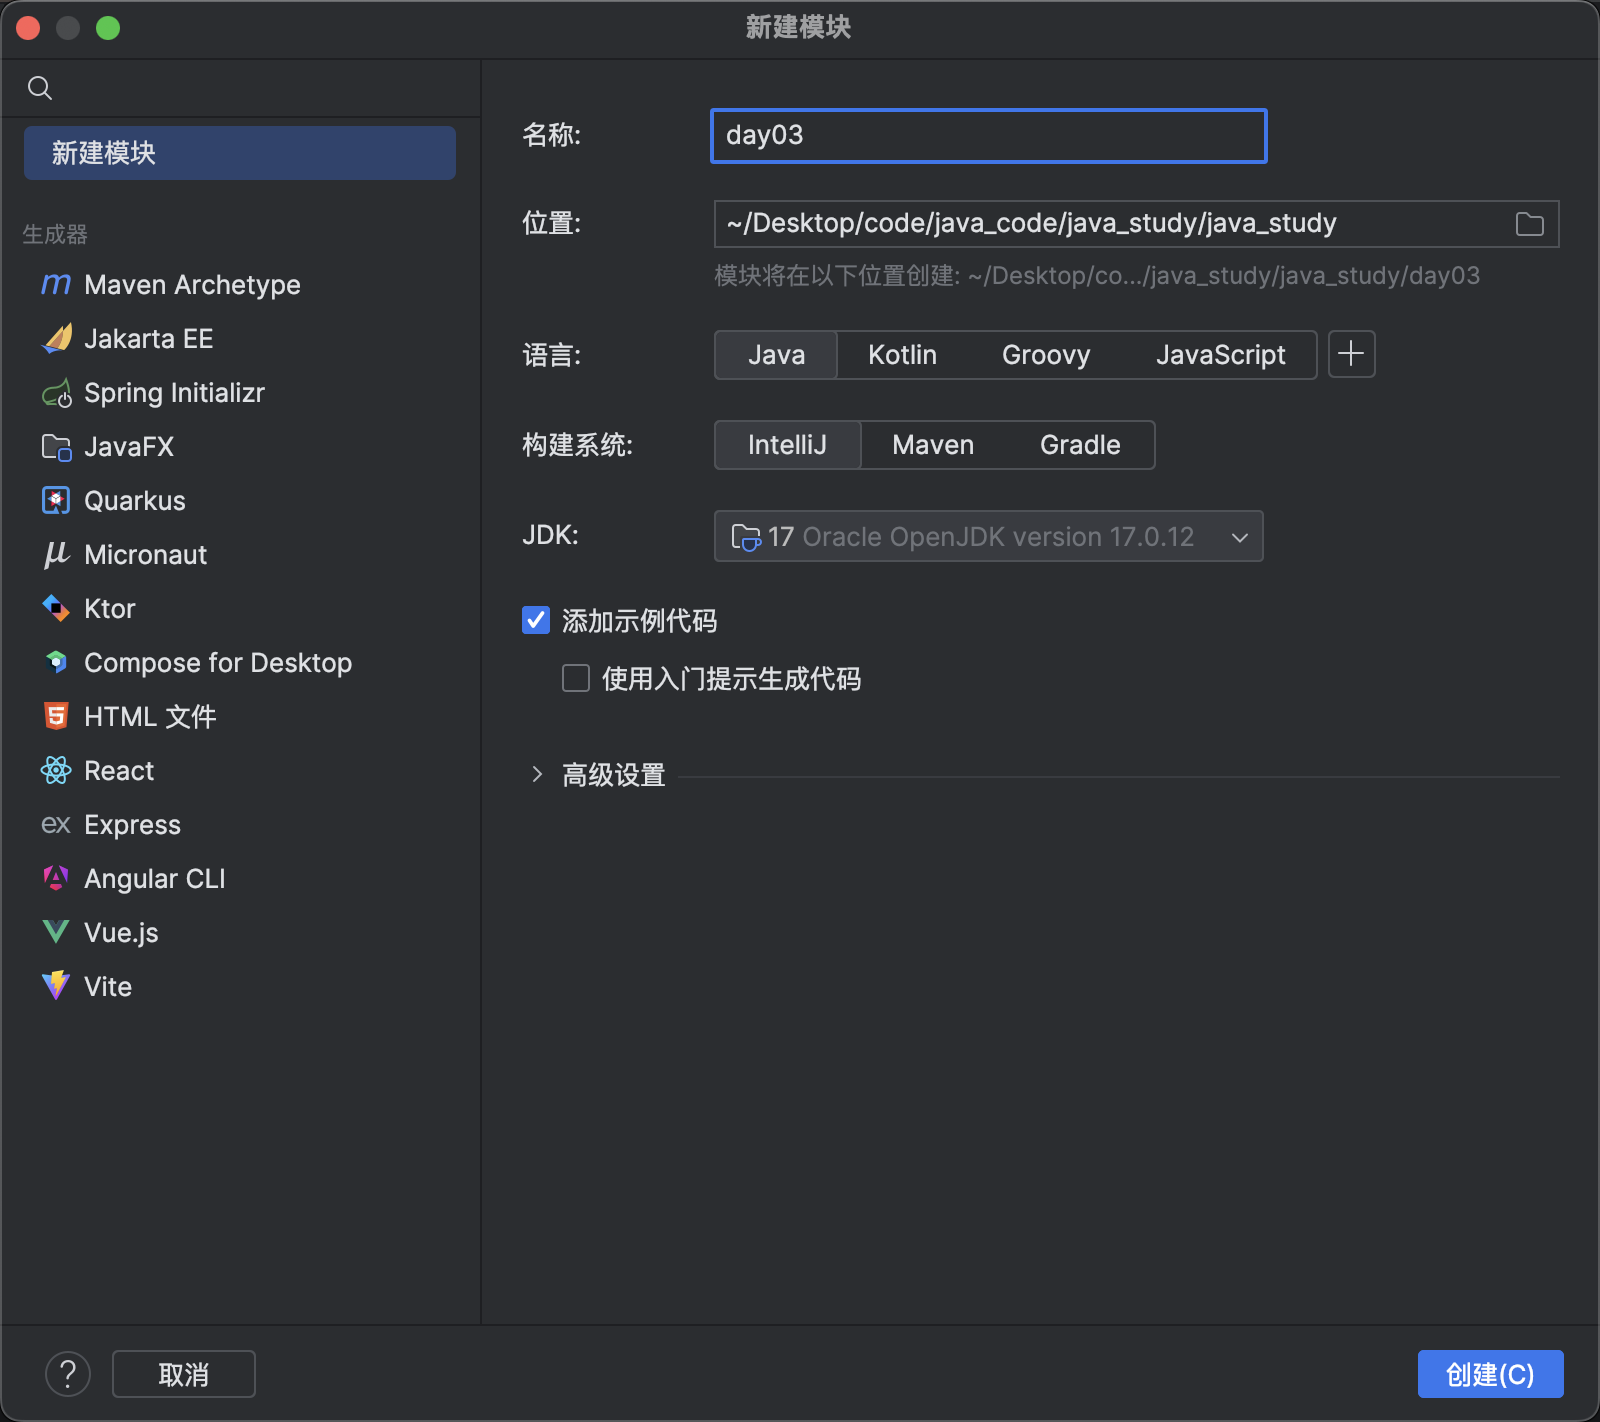 新建模块
新建模块
生成器
Maven Archetype
Jakarta EE
Spring Initializr
JavaFX
Quarkus
Micronaut
Ktor
Compose for Desktop
HTML 文件
React
Express
Angular CLI
Vue.js
Vite
名称: day03
位置: ~/Desktop/code/java_code/java_study/java_study
模块将在以下位置创建: ~/Desktop/co.../java_study/java_study/day03
语言: Java Kotlin Groovy JavaScript
构建系统: IntelliJ Maven Gradle
JDK: 17 Oracle OpenJDK version 17.0.12
添加示例代码
使用入门提示生成代码
高级设置
? 取消 创建(C)